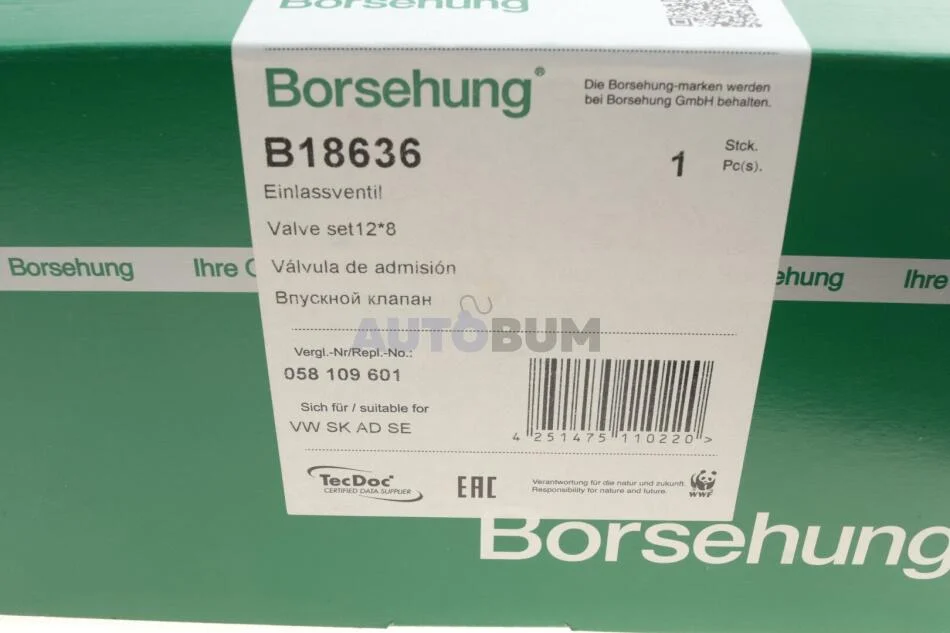 Borsehung
Borsehung®
Die Borsehung-marken werden
bei Borsehung GmbH behalten.
B18636
1
Stck.
Pc(s).
Einlassventil
Valve set12*8
Válvula de admisión
Впускной клапан
Borsehung
Ihre
ehung
Ihre
AUTOBUM
Vergl.-Nr/Repl.-No.:
058 109 601
Sich für / suitable for
VW SK AD SE
4 251475 110220 >
TecDoc
CERTIFIED DATA SUPPLIER
EAC
Verantwortung für die natur und zukunft.
Responsibility for nature and future.
WWF
Borsehung